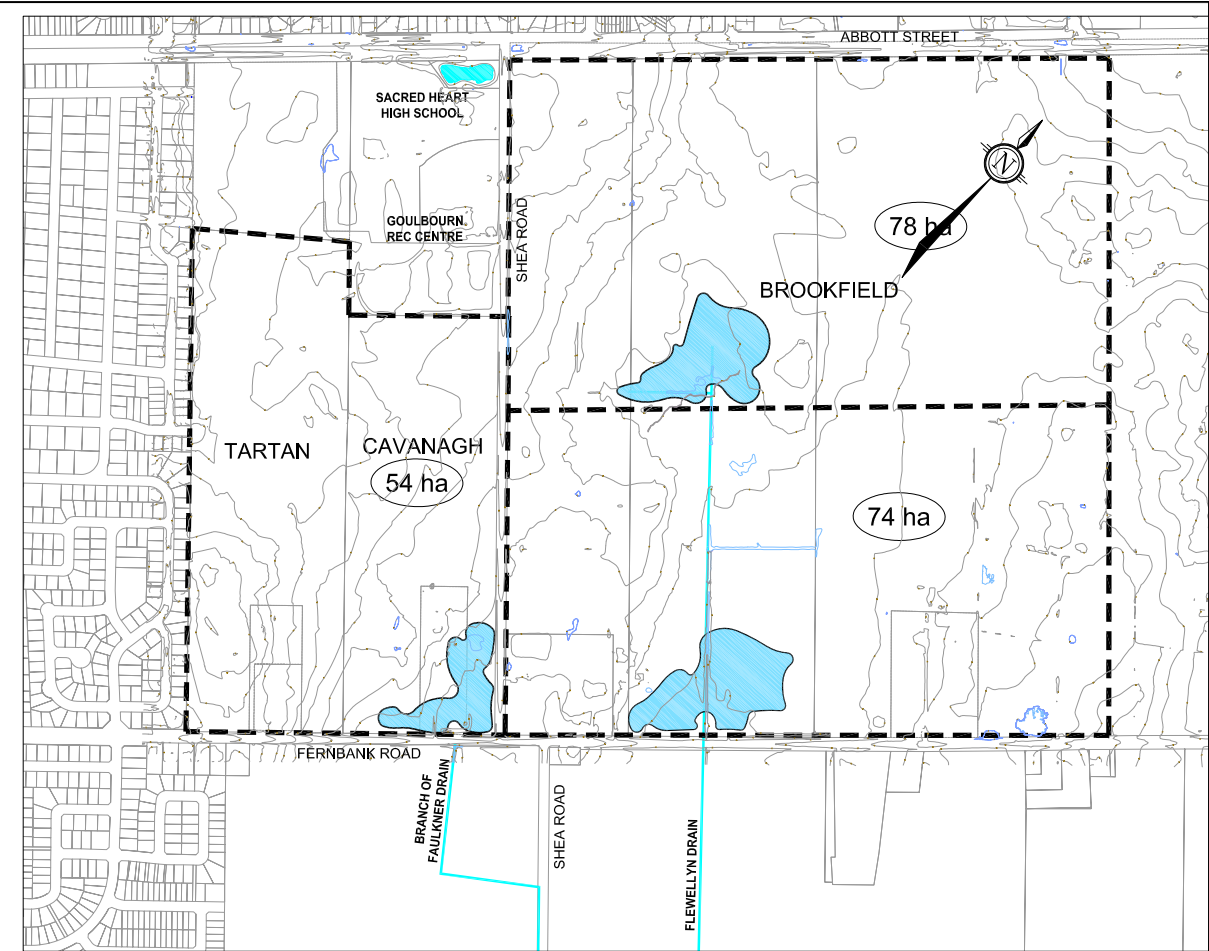 ABBOTT STREET
SACRED HEART
HIGH SCHOOL
N
GOULBOURN
REC CENTRE
SHEA ROAD
78 ha
BROOKFIELD
TARTAN
CAVANAGH
54 ha
74 ha
FERNBANK ROAD
BRANCH OF
FAULKNER DRAIN
SHEA ROAD
FLEWELLYN DRAIN